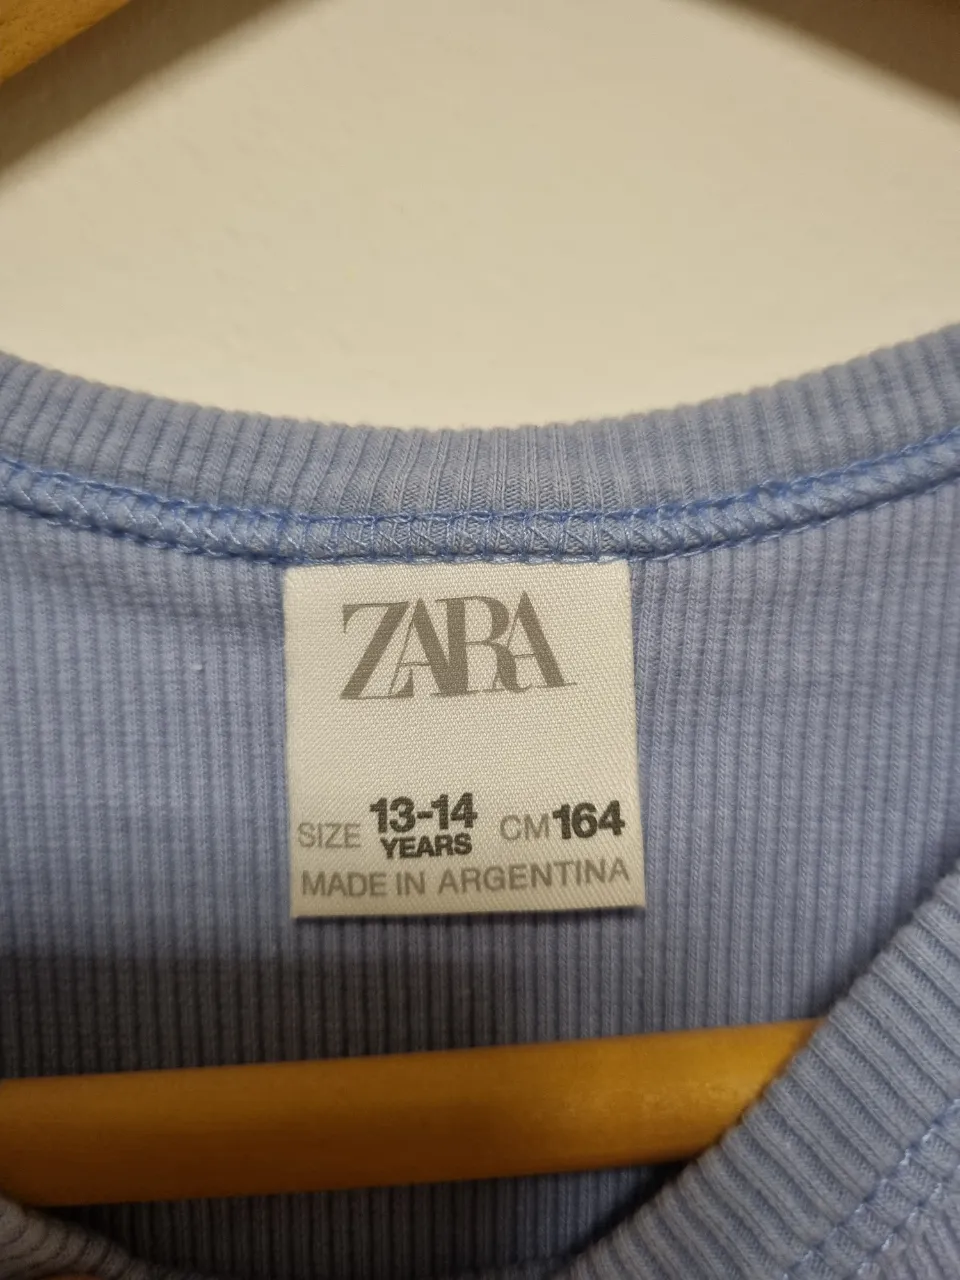 ZARA
SIZE 13-14 YEARS CM 164
MADE IN ARGENTINA